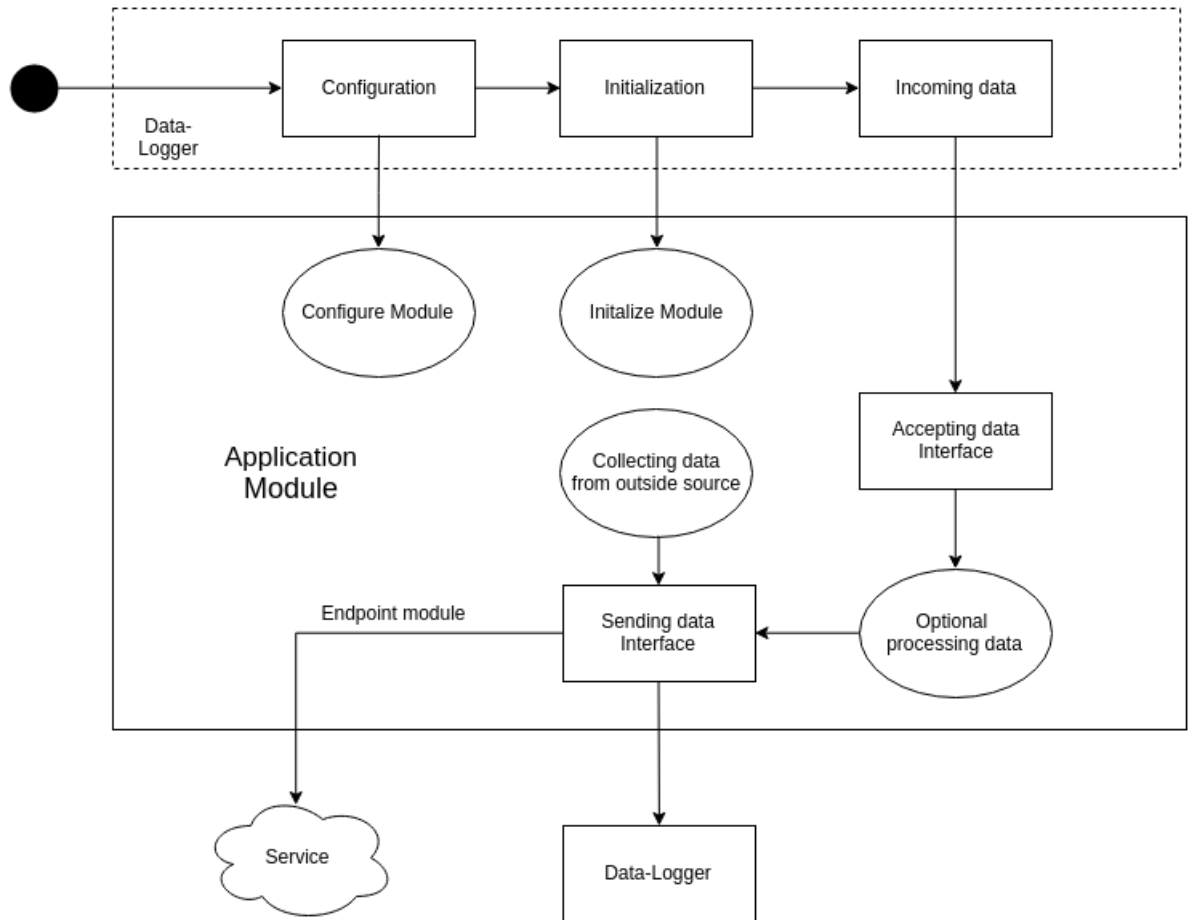 Configuration
Initialization
Incoming data
Data-
Logger
Configure Module
Initalize Module
Application
Module
Collecting data
from outside source
Accepting data
Interface
Endpoint module
Sending data
Interface
Optional
processing data
Service
Data-Logger